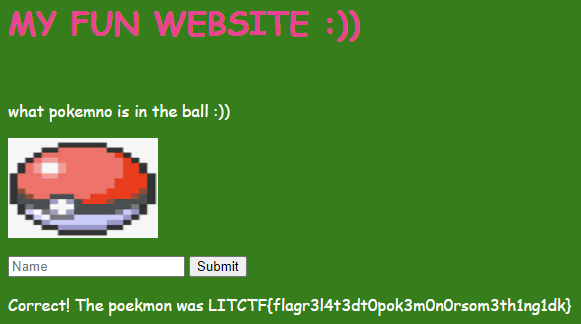 MY FUN WEBSITE :))
what pokemno is in the ball :))
Name Submit
Correct! The poekmon was LITCTF{flagr3l4t3dt0pok3m0n0rsom3th1ng1dk}